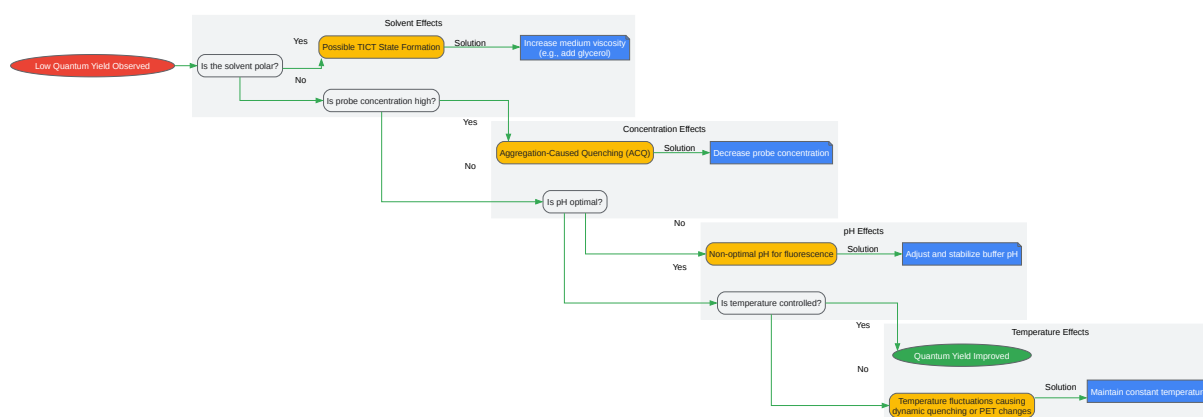 Solvent Effects
Low Quantum Yield Observed
Is the solvent polar?
Yes
Possible TICT State Formation
Solution
Increase medium viscosity
(e.g., add glycerol)
No
Is probe concentration high?
Yes
Concentration Effects
Aggregation-Caused Quenching (ACQ)
Solution
Decrease probe concentration
No
Is pH optimal?
No
pH Effects
Non-optimal pH for fluorescence
Solution
Adjust and stabilize buffer pH
Yes
Is temperature controlled?
Yes
Temperature Effects
Quantum Yield Improved
No
Temperature fluctuations causing
dynamic quenching or PET changes
Solution
Maintain constant temperature